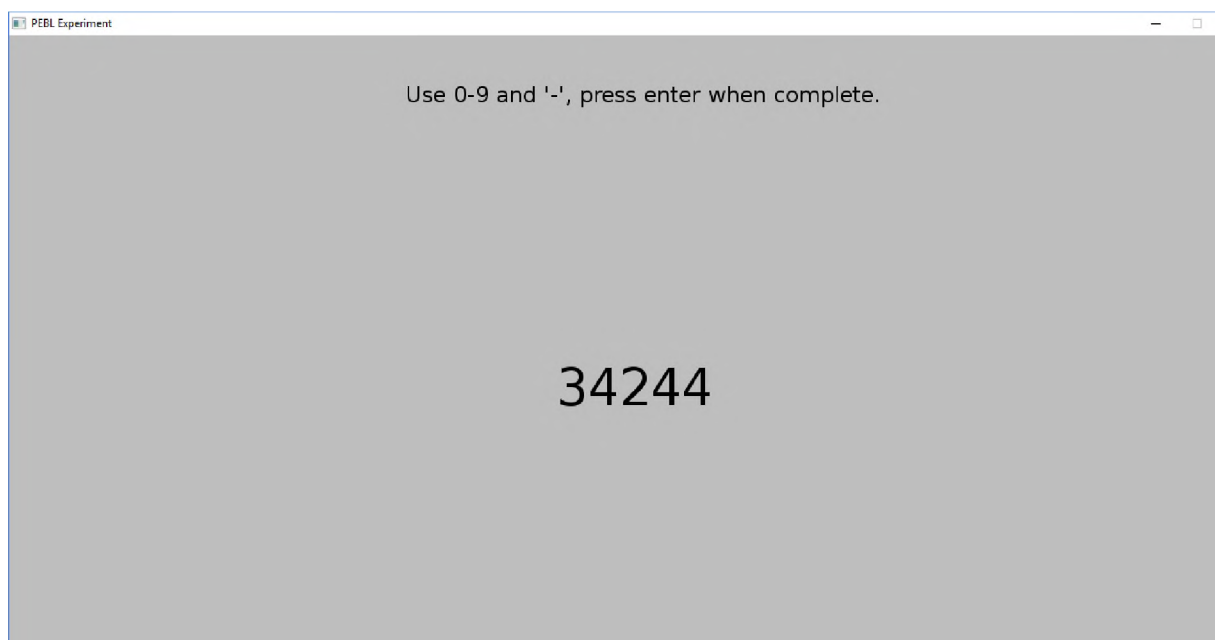 PEBL Experiment
Use 0-9 and '-', press enter when complete.
34244